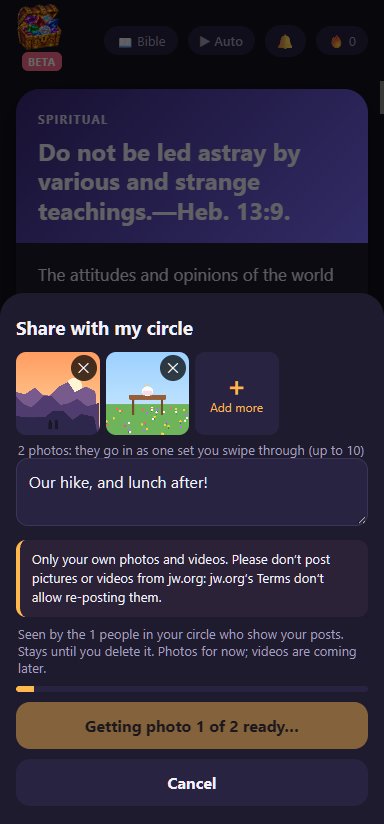 BETA
Bible
Auto
0
SPIRITUAL
Do not be led astray by
various and strange
teachings.—Heb. 13:9.
The attitudes and opinions of the world
Share with my circle
Add more
2 photos: they go in as one set you swipe through (up to 10)
Our hike, and lunch after!
Only your own photos and videos. Please don’t post
pictures or videos from jw.org: jw.org’s Terms don’t
allow re-posting them.
Seen by the 1 people in your circle who show your posts.
Stays until you delete it. Photos for now; videos are coming
later.
Getting photo 1 of 2 ready…
Cancel